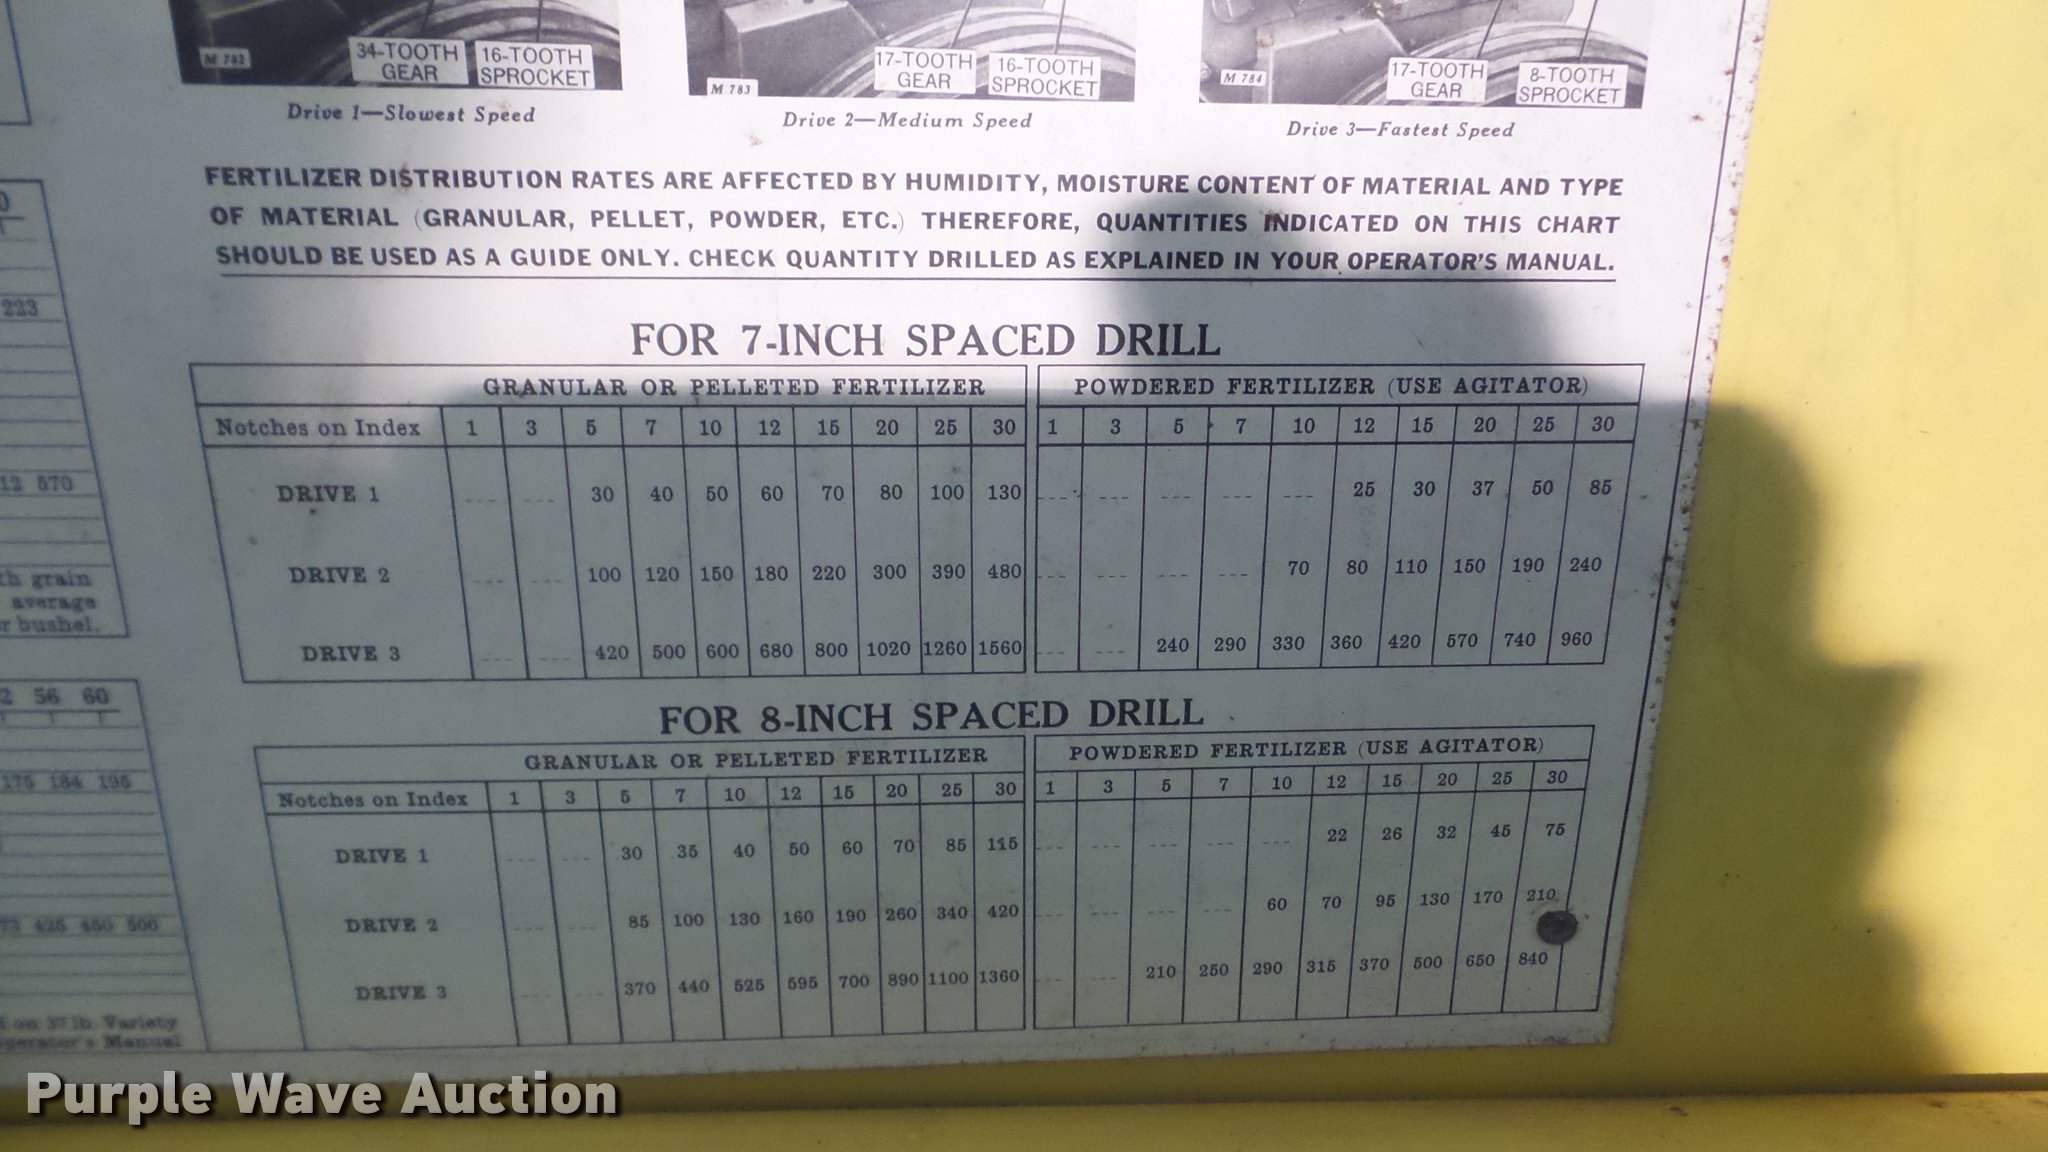 M 782
34-TOOTH GEAR
16-TOOTH SPROCKET
Drive 1—Slowest Speed
M 783
17-TOOTH GEAR
16-TOOTH SPROCKET
Drive 2—Medium Speed
M 784
17-TOOTH GEAR
8-TOOTH SPROCKET
Drive 3—Fastest Speed
FERTILIZER DISTRIBUTION RATES ARE AFFECTED BY HUMIDITY, MOISTURE CONTENT OF MATERIAL AND TYPE
OF MATERIAL (GRANULAR, PELLET, POWDER, ETC.) THEREFORE, QUANTITIES INDICATED ON THIS CHART
SHOULD BE USED AS A GUIDE ONLY. CHECK QUANTITY DRILLED AS EXPLAINED IN YOUR OPERATOR'S MANUAL.
FOR 7-INCH SPACED DRILL
GRANULAR OR PELLETED FERTILIZER POWDERED FERTILIZER (USE AGITATOR)
Notches on Index 1 3 5 7 10 12 15 20 25 30 1 3 5 7 10 12 15 20 25 30
DRIVE 1 --- --- 30 40 50 60 70 80 100 130 --- --- --- --- --- 25 30 37 50 85
DRIVE 2 --- --- 100 120 150 180 220 300 390 480 --- --- --- --- 70 80 110 150 190 240
DRIVE 3 --- --- 420 500 600 680 800 1020 1260 1560 --- --- 240 290 330 360 420 570 740 960
FOR 8-INCH SPACED DRILL
GRANULAR OR PELLETED FERTILIZER POWDERED FERTILIZER (USE AGITATOR)
Notches on Index 1 3 5 7 10 12 15 20 25 30 1 3 5 7 10 12 15 20 25 30
DRIVE 1 --- --- 30 35 40 50 60 70 85 115 --- --- --- --- --- 22 26 32 45 75
DRIVE 2 --- --- 85 100 130 160 190 260 340 420 --- --- --- --- 60 70 95 130 170 210
DRIVE 3 --- --- 370 440 525 595 700 890 1100 1360 --- --- 210 250 290 315 370 500 650 840
223
12 570
th grain
average
r bushel.
2 56 60
175 184 195
73 425 450 500
on 37 lb. Variety
perator's Manual
Purple Wave Auction